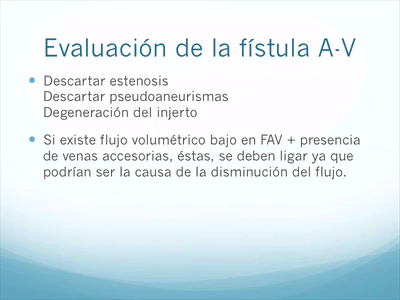 Evaluación de la fístula A-V
Descartar estenosis
Descartar pseudoaneurismas
Degeneración del injerto
Si existe flujo volumétrico bajo en FAV + presencia
de venas accesorias, éstas, se deben ligar ya que
podrían ser la causa de la disminución del flujo.